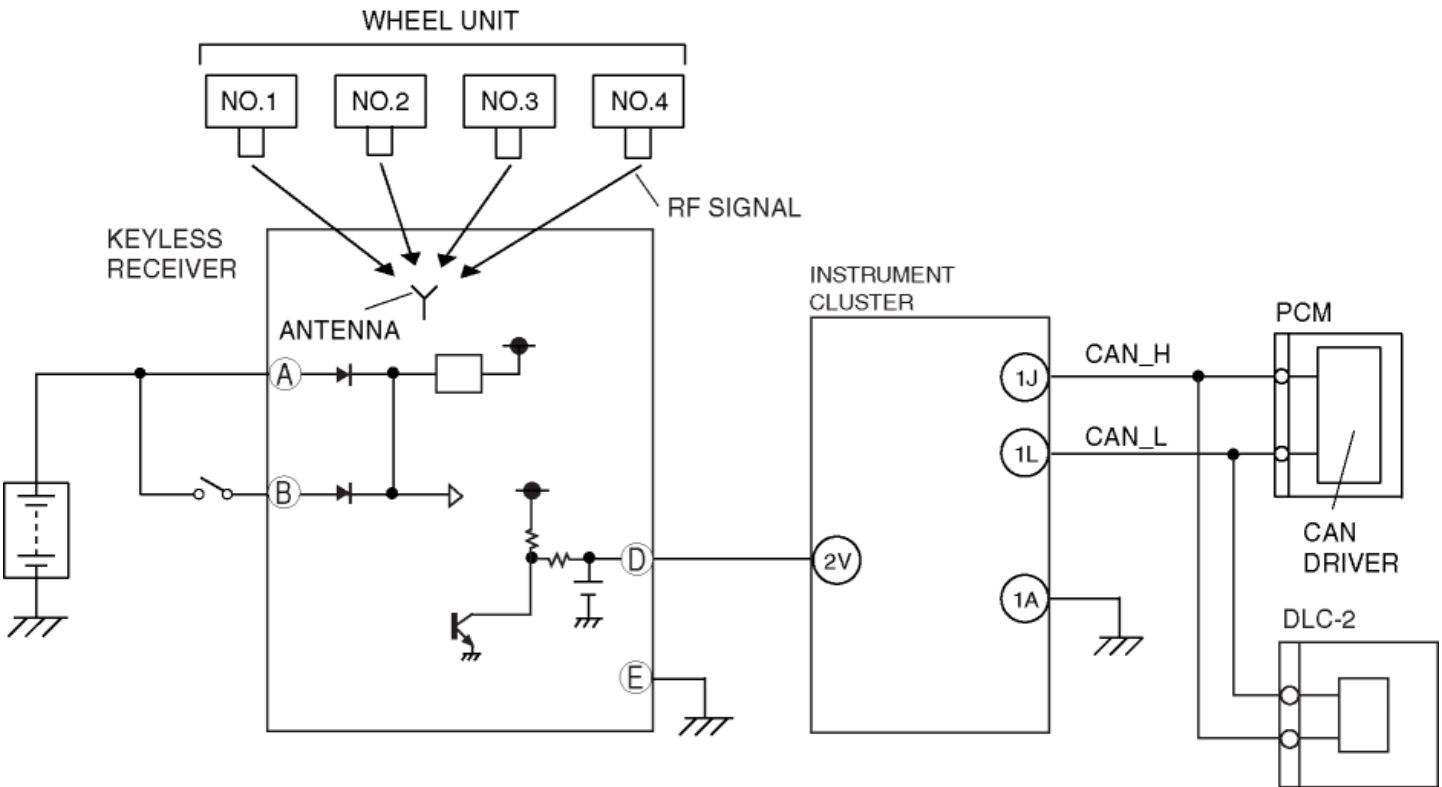 WHEEL UNIT
NO.1
NO.2
NO.3
NO.4
RF SIGNAL
KEYLESS
RECEIVER
ANTENNA
A
B
D
E
INSTRUMENT
CLUSTER
2V
1J
1L
1A
CAN_H
CAN_L
PCM
CAN
DRIVER
DLC-2